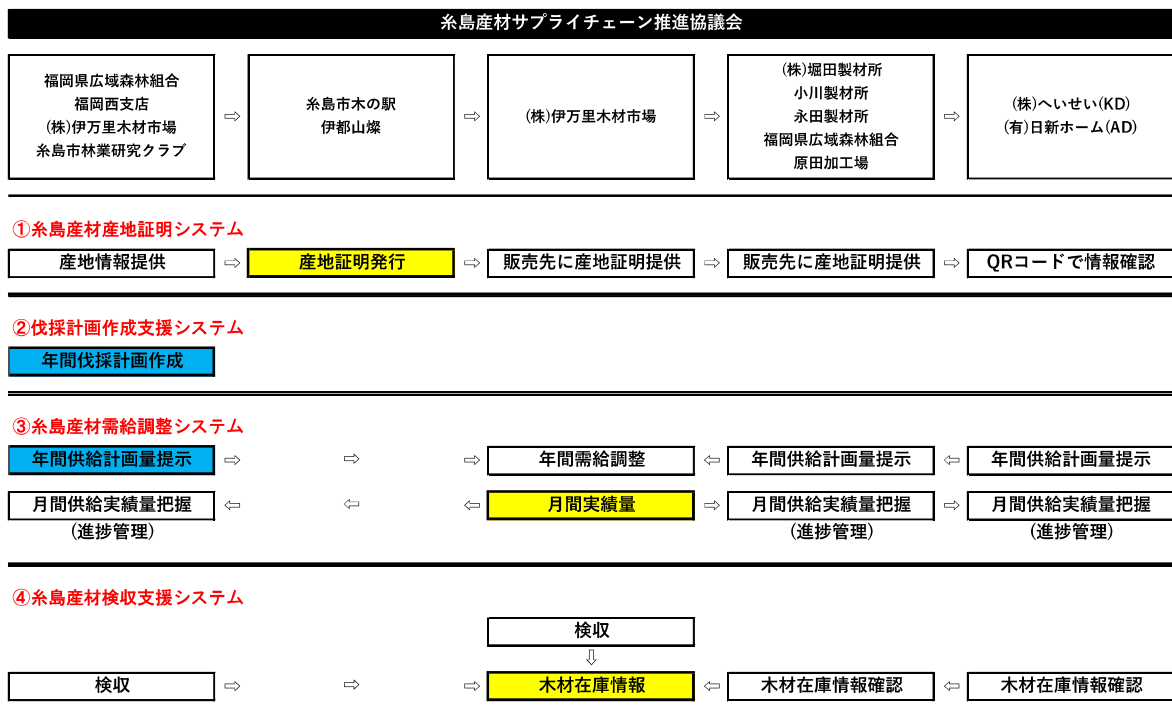 糸島産材サプライチェーン推進協議会
福岡県広域森林組合
福岡西支店
(株)伊万里木材市場
糸島市林業研究クラブ
⇨
糸島市木の駅
伊都山燦
⇨
(株)伊万里木材市場
⇨
(株)堀田製材所
小川製材所
永田製材所
福岡県広域森林組合
原田加工場
⇨
(株)へいせい(KD)
(有)日新ホーム(AD)
①糸島産材産地証明システム
産地情報提供 ⇨ 産地証明発行 ⇨ 販売先に産地証明提供 ⇨ 販売先に産地証明提供 ⇨ QRコードで情報確認
②伐採計画作成支援システム
年間伐採計画作成
③糸島産材需給調整システム
年間供給計画量提示 ⇨ ⇨ ⇨ 年間需給調整 ⇦ 年間供給計画量提示 ⇦ 年間供給計画量提示
月間供給実績量把握 ⇦ ⇦ ⇦ 月間実績量 ⇨ 月間供給実績量把握 ⇨ 月間供給実績量把握
(進捗管理) (進捗管理) (進捗管理)
④糸島産材検収支援システム
検収
⇩
検収 ⇨ ⇨ ⇨ 木材在庫情報 ⇦ 木材在庫情報確認 ⇦ 木材在庫情報確認